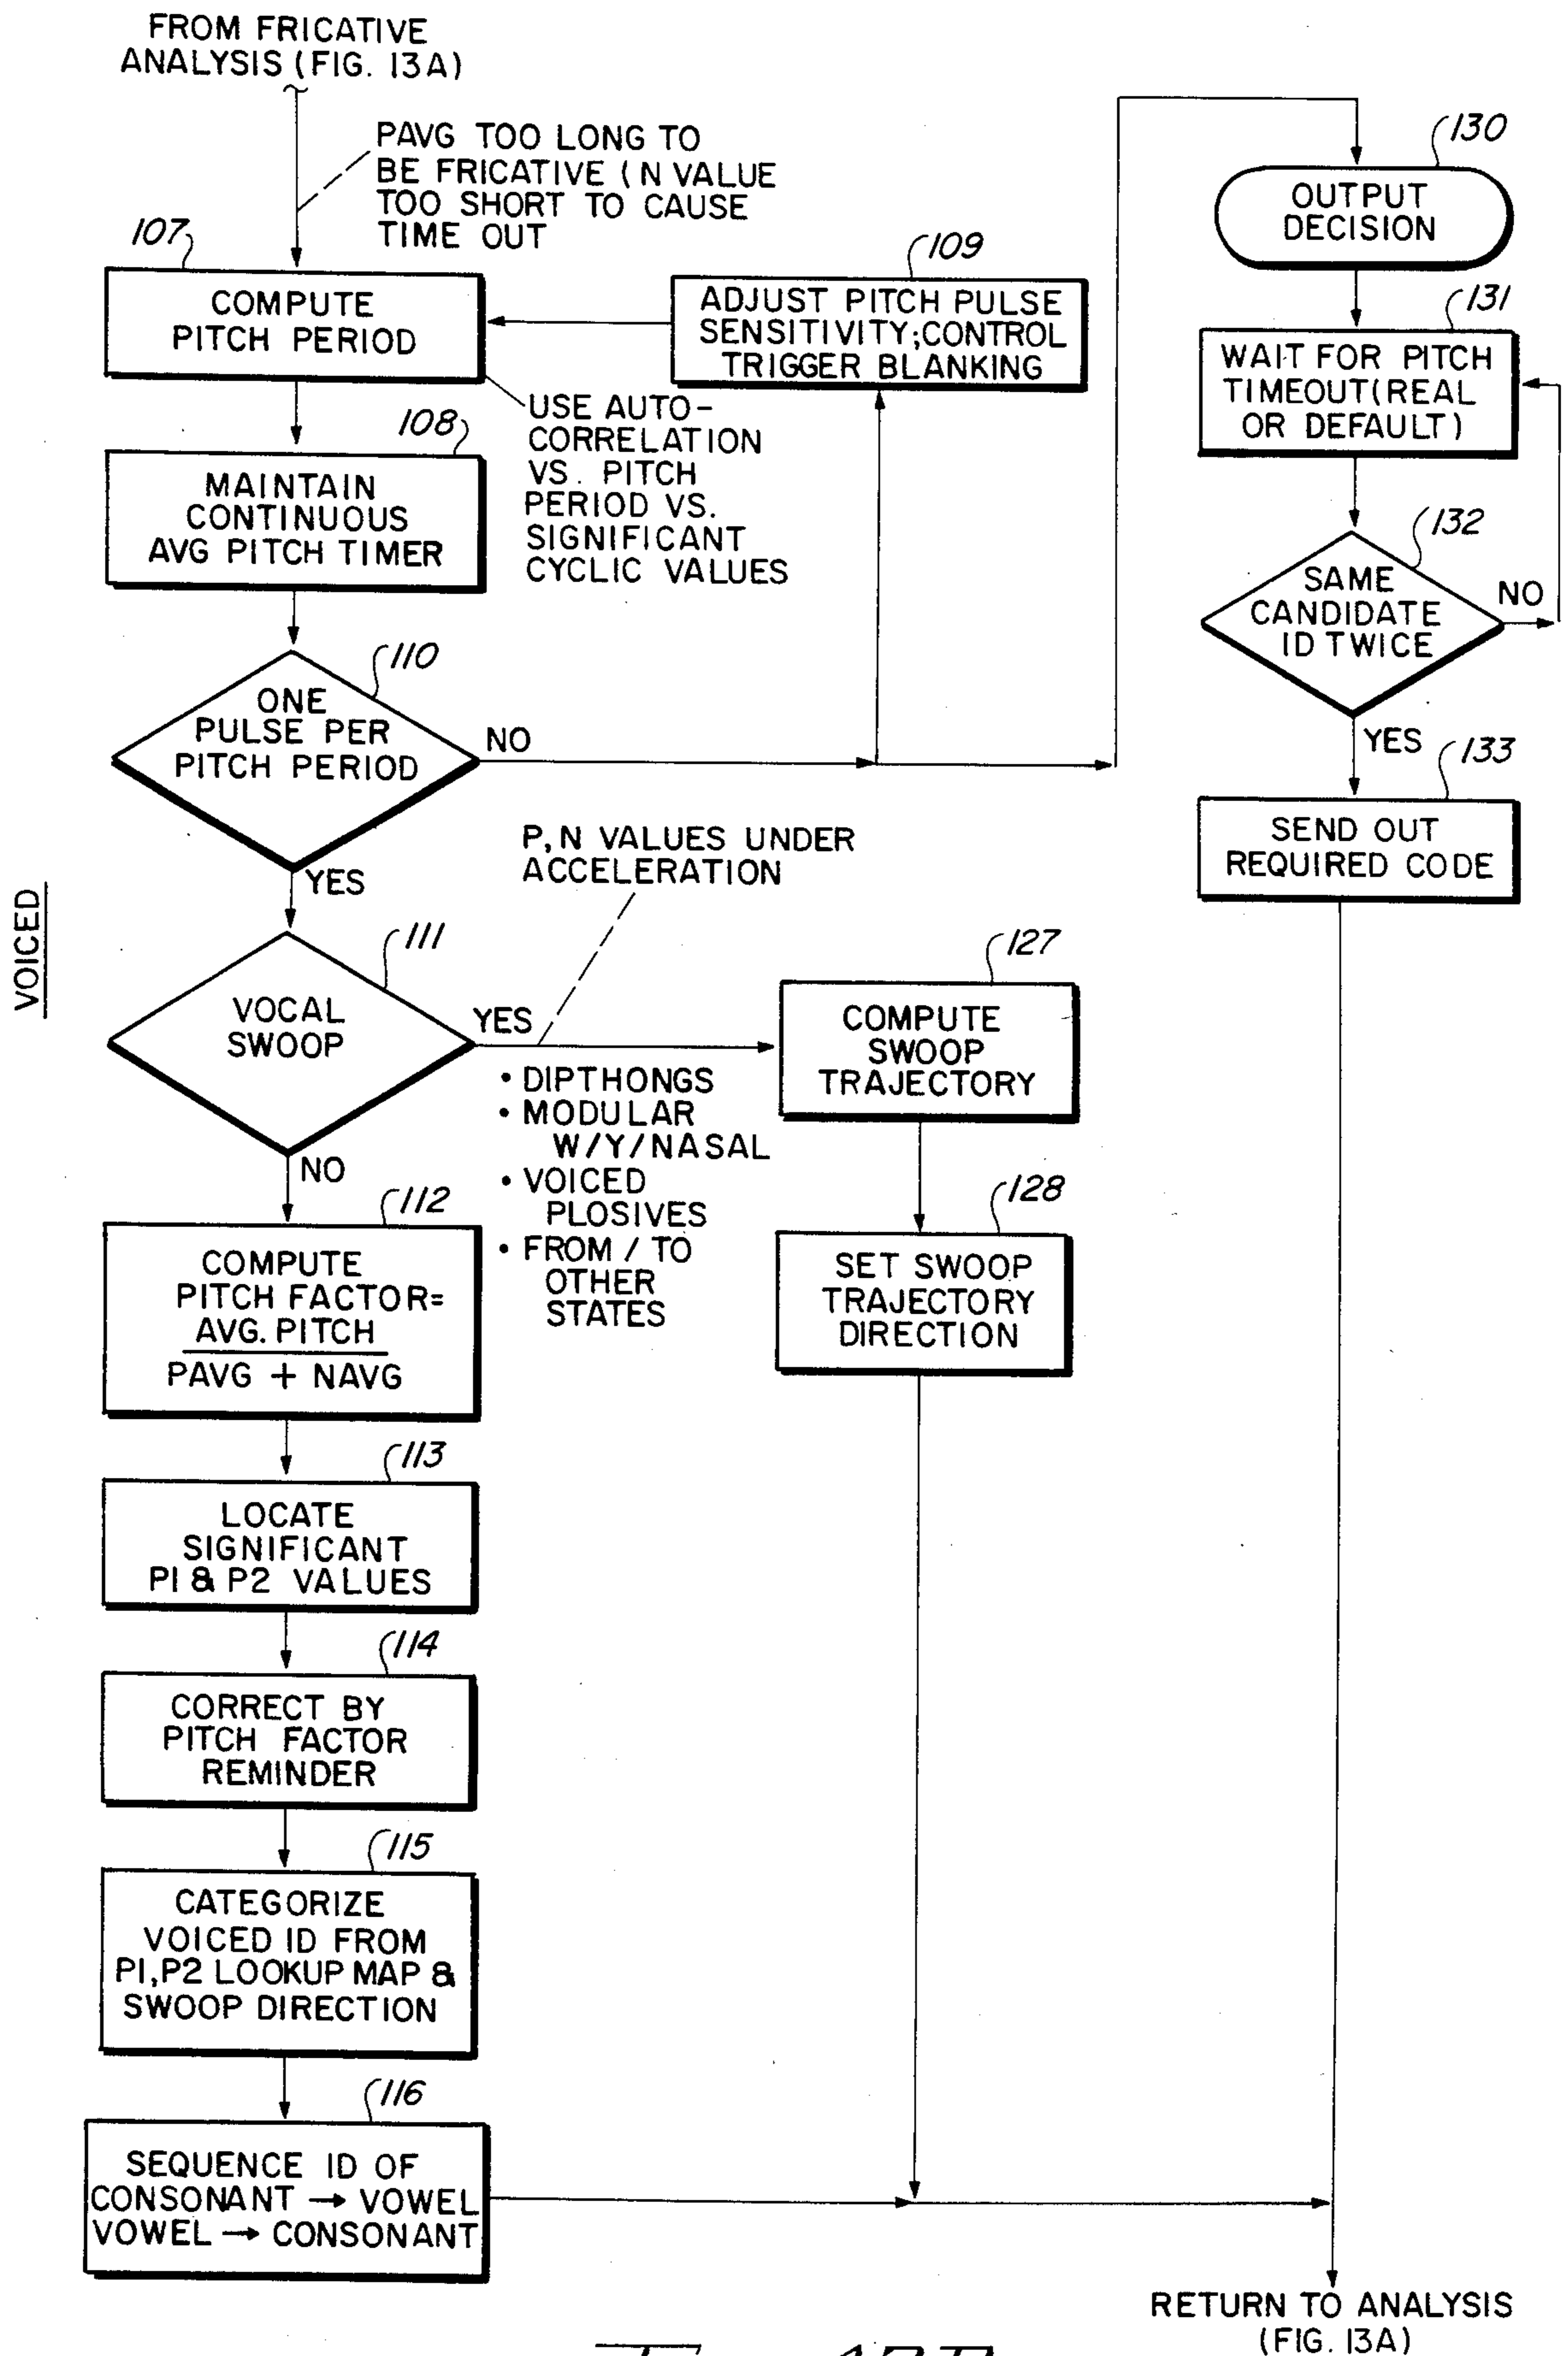 FROM FRICATIVE
ANALYSIS (FIG. 13A)
PAVG TOO LONG TO
BE FRICATIVE (N VALUE
TOO SHORT TO CAUSE
TIME OUT
107
COMPUTE
PITCH PERIOD
109
ADJUST PITCH PULSE
SENSITIVITY;CONTROL
TRIGGER BLANKING
USE AUTO-
CORRELATION
VS. PITCH
PERIOD VS.
SIGNIFICANT
CYCLIC VALUES
108
MAINTAIN
CONTINUOUS
AVG PITCH TIMER
110
ONE
PULSE PER
PITCH PERIOD
NO
YES
VOICED
111
VOCAL
SWOOP
YES
P,N VALUES UNDER
ACCELERATION
• DIPTHONGS
• MODULAR
W/Y/NASAL
• VOICED
PLOSIVES
• FROM / TO
OTHER
STATES
127
COMPUTE
SWOOP
TRAJECTORY
128
SET SWOOP
TRAJECTORY
DIRECTION
NO
112
COMPUTE
PITCH FACTOR=
AVG. PITCH
PAVG + NAVG
113
LOCATE
SIGNIFICANT
P1 & P2 VALUES
114
CORRECT BY
PITCH FACTOR
REMINDER
115
CATEGORIZE
VOICED ID FROM
P1,P2 LOOKUP MAP &
SWOOP DIRECTION
116
SEQUENCE ID OF
CONSONANT → VOWEL
VOWEL → CONSONANT
130
OUTPUT
DECISION
131
WAIT FOR PITCH
TIMEOUT(REAL
OR DEFAULT)
132
SAME
CANDIDATE
ID TWICE
NO
YES
133
SEND OUT
REQUIRED CODE
RETURN TO ANALYSIS
(FIG. 13A)